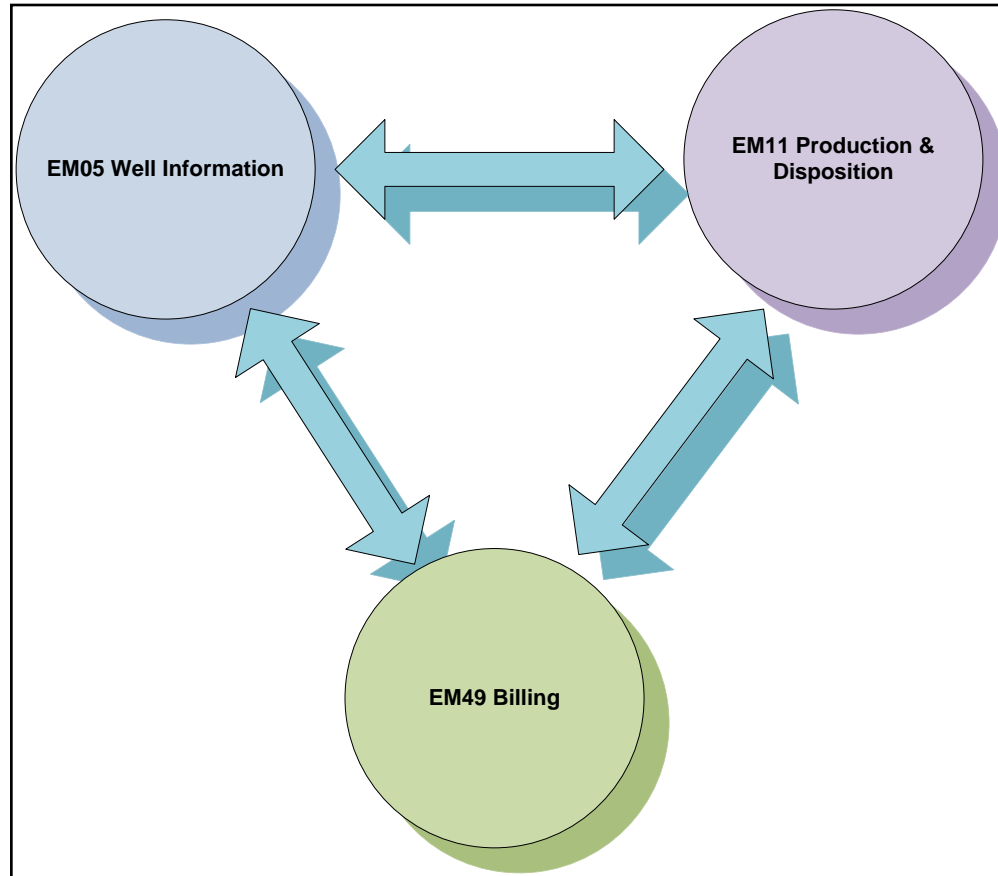 EM05 Well Information
EM11 Production &
Disposition
EM49 Billing